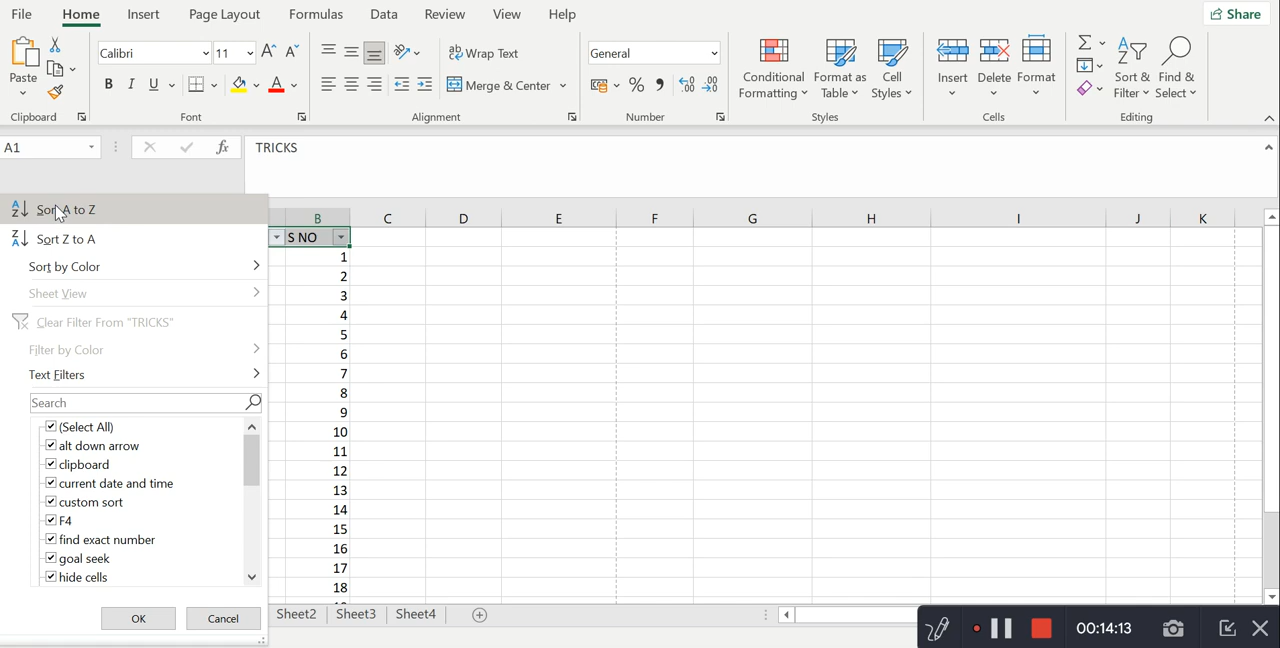 File Home Insert Page Layout Formulas Data Review View Help Share
Calibri 11 Wrap Text General
Paste Conditional Formatting Format as Table Cell Styles Insert Delete Format Sort & Filter Find & Select
B I U A Merge & Center %
Clipboard Font Alignment Number Styles Cells Editing
A1 fx TRICKS
Sort A to Z
Sort Z to A
Sort by Color
Sheet View
Clear Filter From "TRICKS"
Filter by Color
Text Filters
Search
(Select All)
alt down arrow
clipboard
current date and time
custom sort
F4
find exact number
goal seek
hide cells
OK Cancel
B C D E F G H I J K
S NO
1
2
3
4
5
6
7
8
9
10
11
12
13
14
15
16
17
18
Sheet2 Sheet3 Sheet4
00:14:13